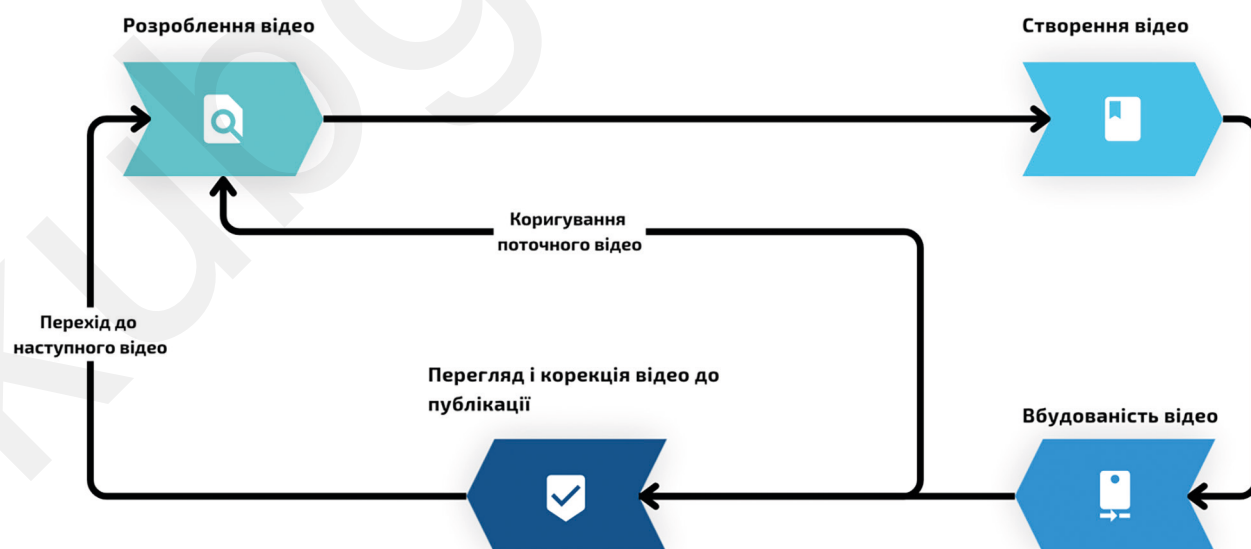 Розроблення відео
Створення відео
Коригування
поточного відео
Перехід до
наступного відео
Перегляд і корекція відео до
публікації
Вбудованість відео